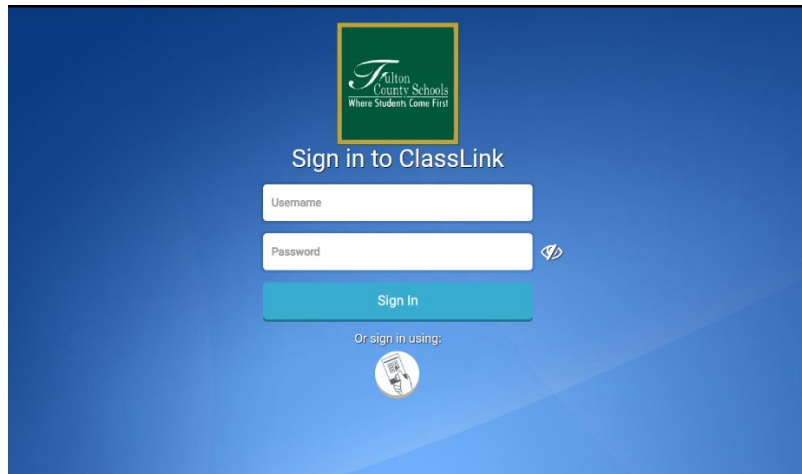 Fulton
County Schools
Where Students Come First
Sign in to ClassLink
Username
Password
Sign In
Or sign in using: